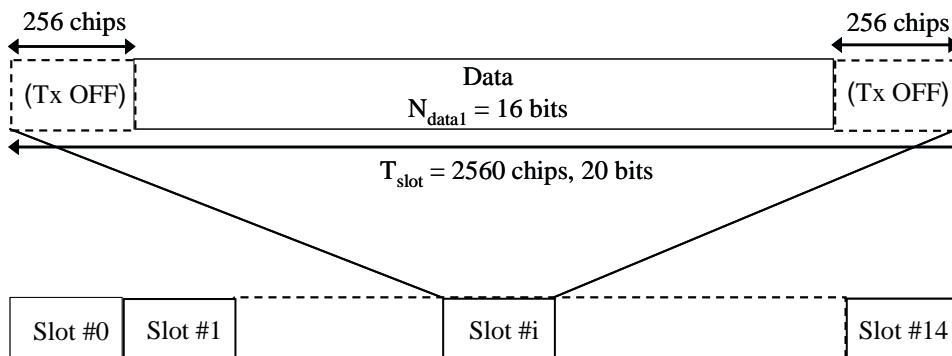 256 chips 256 chips
(Tx OFF) Data (Tx OFF)
N_data1 = 16 bits
T_slot = 2560 chips, 20 bits
Slot #0 Slot #1 Slot #i Slot #14